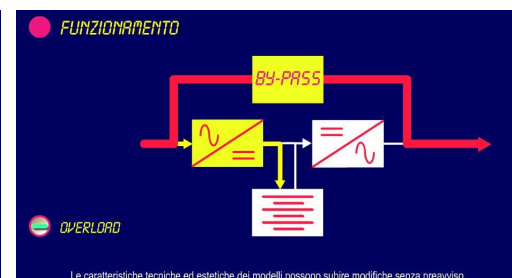 FUNZIONAMENTO
BY-PASS
OVERLOAD
Le caratteristiche tecniche ed estetiche dei modelli possono subire modifiche senza preavviso